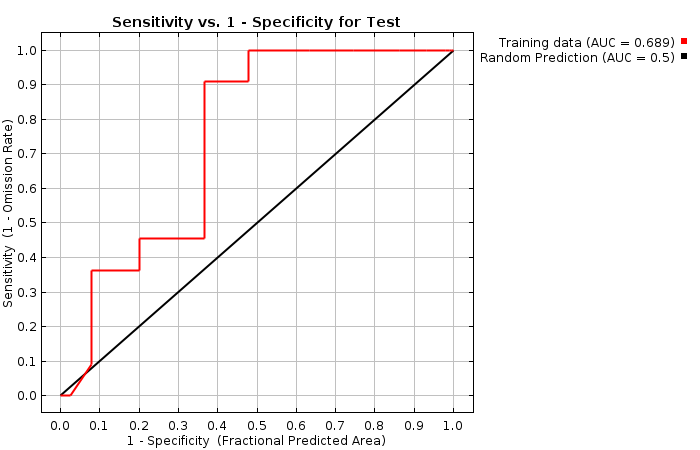 Sensitivity vs. 1 - Specificity for Test
Training data (AUC = 0.689)
Random Prediction (AUC = 0.5)
Sensitivity (1 - Omission Rate)
1.0
0.9
0.8
0.7
0.6
0.5
0.4
0.3
0.2
0.1
0.0
0.0 0.1 0.2 0.3 0.4 0.5 0.6 0.7 0.8 0.9 1.0
1 - Specificity (Fractional Predicted Area)